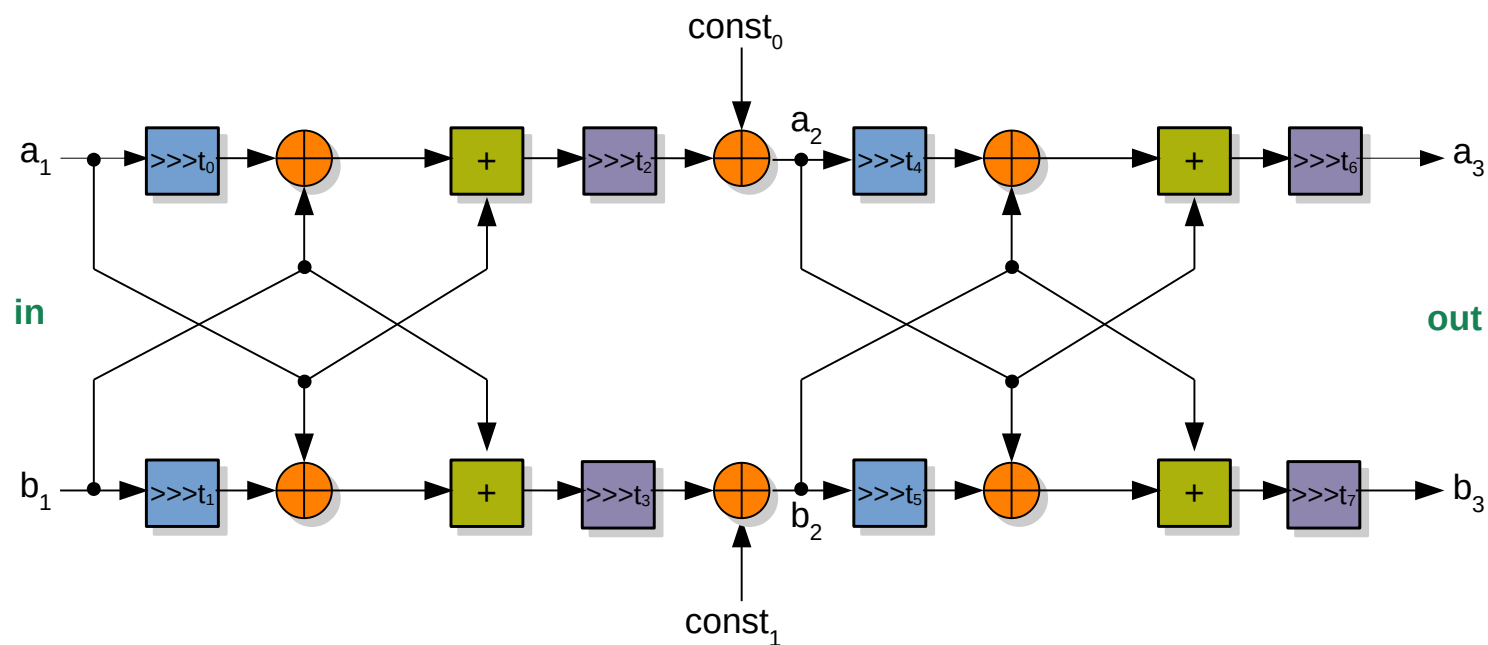 const₀
a₁ >>>t₀ + >>>t₂ a₂ >>>t₄ + >>>t₆ a₃
in out
b₁ >>>t₁ + >>>t₃ b₂ >>>t₅ + >>>t₇ b₃
const₁